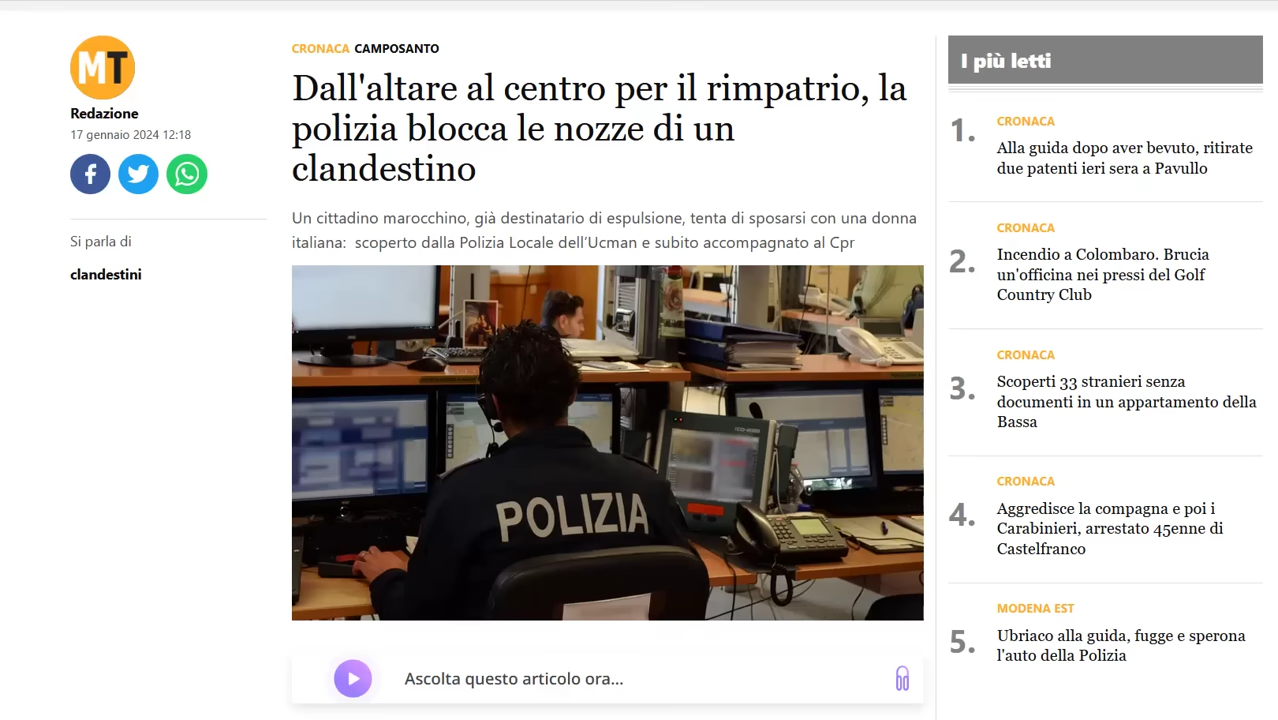 MT
Redazione
17 gennaio 2024 12:18
Si parla di
clandestini
CRONACA CAMPOSANTO
Dall'altare al centro per il rimpatrio, la
polizia blocca le nozze di un
clandestino
Un cittadino marocchino, già destinatario di espulsione, tenta di sposarsi con una donna
italiana:  scoperto dalla Polizia Locale dell’Ucman e subito accompagnato al Cpr
POLIZIA
Ascolta questo articolo ora...
I più letti
1.
CRONACA
Alla guida dopo aver bevuto, ritirate
due patenti ieri sera a Pavullo
2.
CRONACA
Incendio a Colombaro. Brucia
un'officina nei pressi del Golf
Country Club
3.
CRONACA
Scoperti 33 stranieri senza
documenti in un appartamento della
Bassa
4.
CRONACA
Aggredisce la compagna e poi i
Carabinieri, arrestato 45enne di
Castelfranco
5.
MODENA EST
Ubriaco alla guida, fugge e sperona
l'auto della Polizia